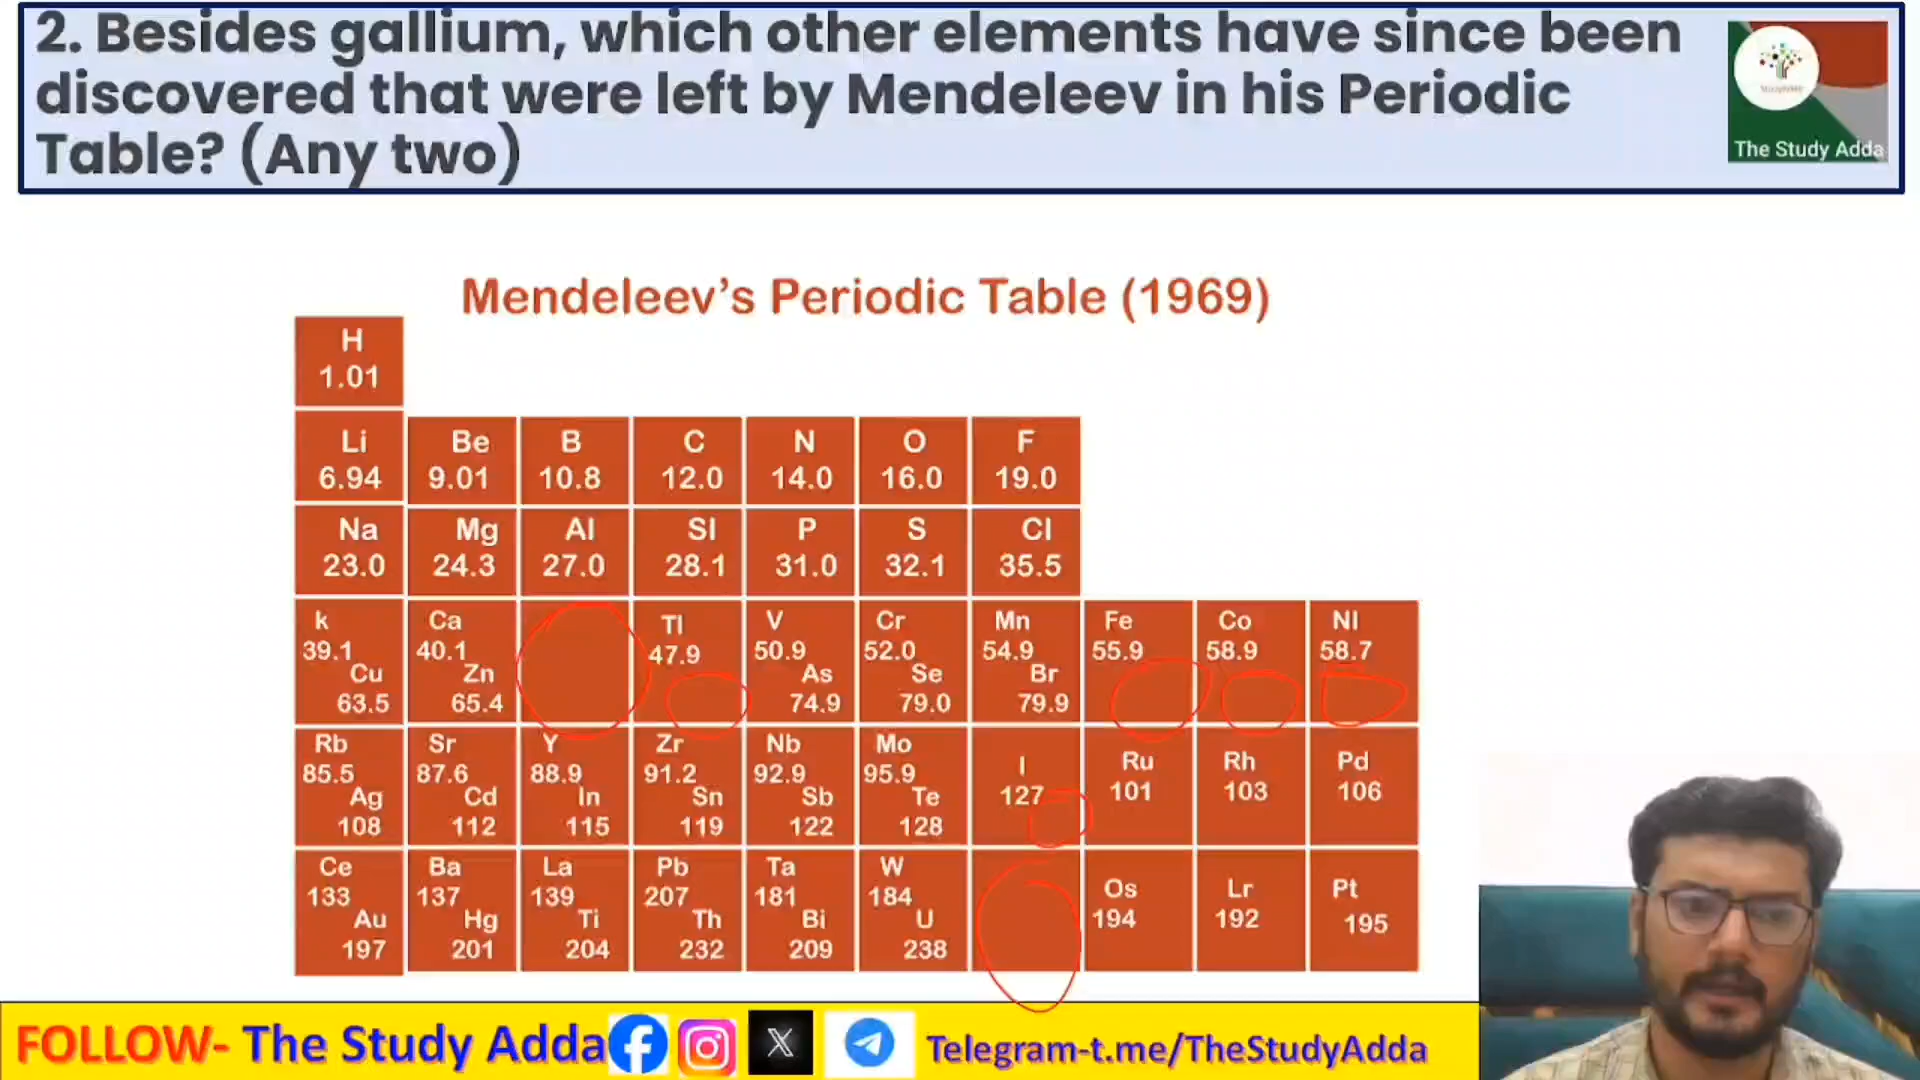 2. Besides gallium, which other elements have since been
discovered that were left by Mendeleev in his Periodic
Table? (Any two)
The Study Adda
Mendeleev's Periodic Table (1969)
H
1.01
Li Be B C N O F
6.94 9.01 10.8 12.0 14.0 16.0 19.0
Na Mg Al SI P S Cl
23.0 24.3 27.0 28.1 31.0 32.1 35.5
k Ca TI V Cr Mn Fe Co NI
39.1 40.1 47.9 50.9 52.0 54.9 55.9 58.9 58.7
Cu Zn As Se Br
63.5 65.4 74.9 79.0 79.9
Rb Sr Y Zr Nb Mo I Ru Rh Pd
85.5 87.6 88.9 91.2 92.9 95.9 127 101 103 106
Ag Cd In Sn Sb Te
108 112 115 119 122 128
Ce Ba La Pb Ta W Os Lr Pt
133 137 139 207 181 184 194 192 195
Au Hg Ti Th Bi U
197 201 204 232 209 238
FOLLOW- The Study Adda Telegram-t.me/TheStudyAdda